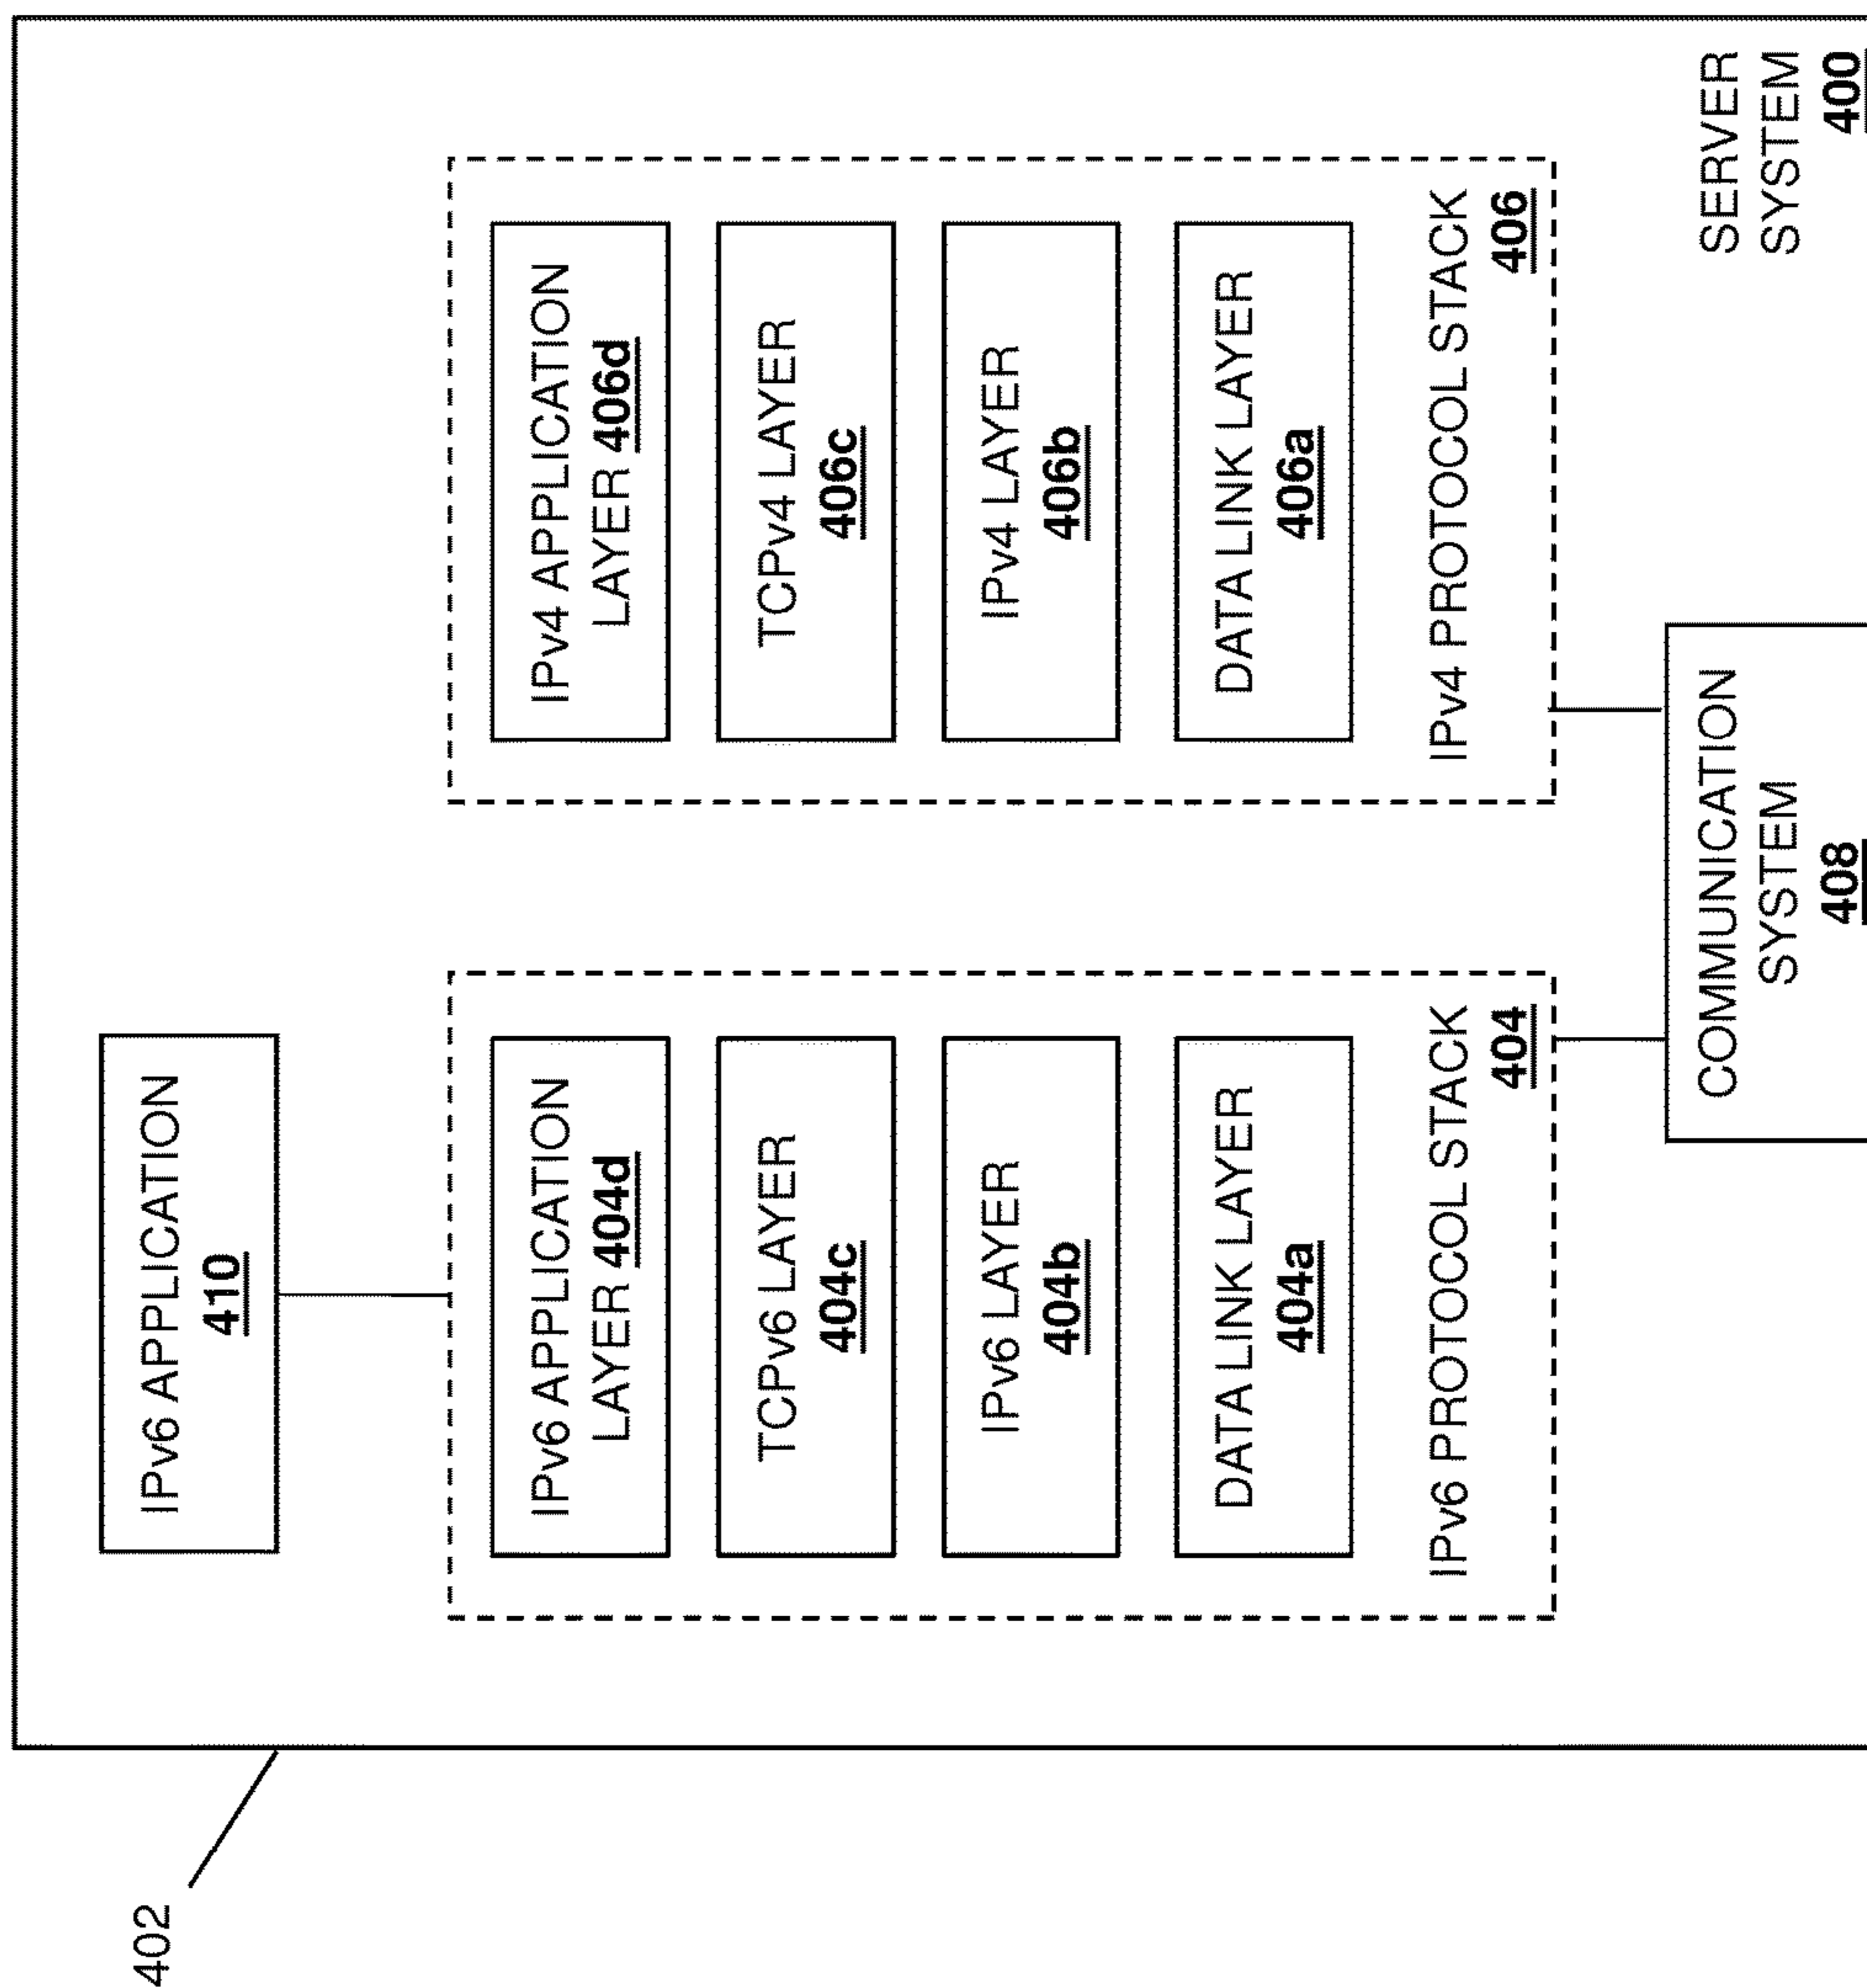 402
IPv6 APPLICATION
410
IPv6 APPLICATION
LAYER 404d
TCPv6 LAYER
404c
IPv6 LAYER
404b
DATA LINK LAYER
404a
IPv6 PROTOCOL STACK
404
IPv4 APPLICATION
LAYER 406d
TCPv4 LAYER
406c
IPv4 LAYER
406b
DATA LINK LAYER
406a
IPv4 PROTOCOL STACK
406
COMMUNICATION
SYSTEM
408
SERVER
SYSTEM
400